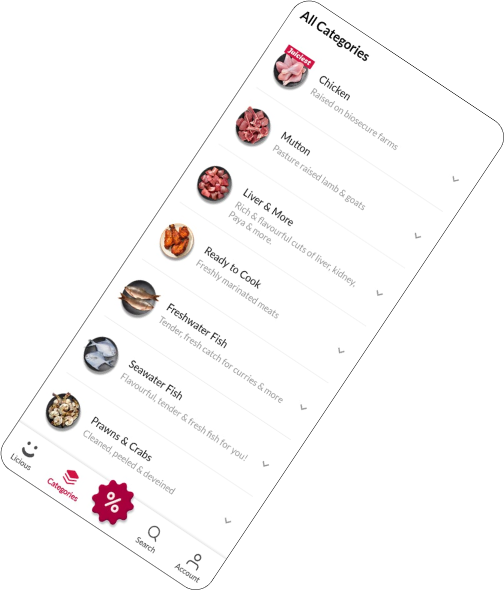 All Categories
Juiciest
Chicken
Raised on biosecure farms
Mutton
Pasture raised lamb & goats
Liver & More
Rich & flavourful cuts of liver, kidney,
Paya & more.
Ready to Cook
Freshly marinated meats
Freshwater Fish
Tender, fresh catch for curries & more
Seawater Fish
Flavourful, tender & fresh fish for you!
Prawns & Crabs
Cleaned, peeled & deveined
Licious
Categories
%
Search
Account